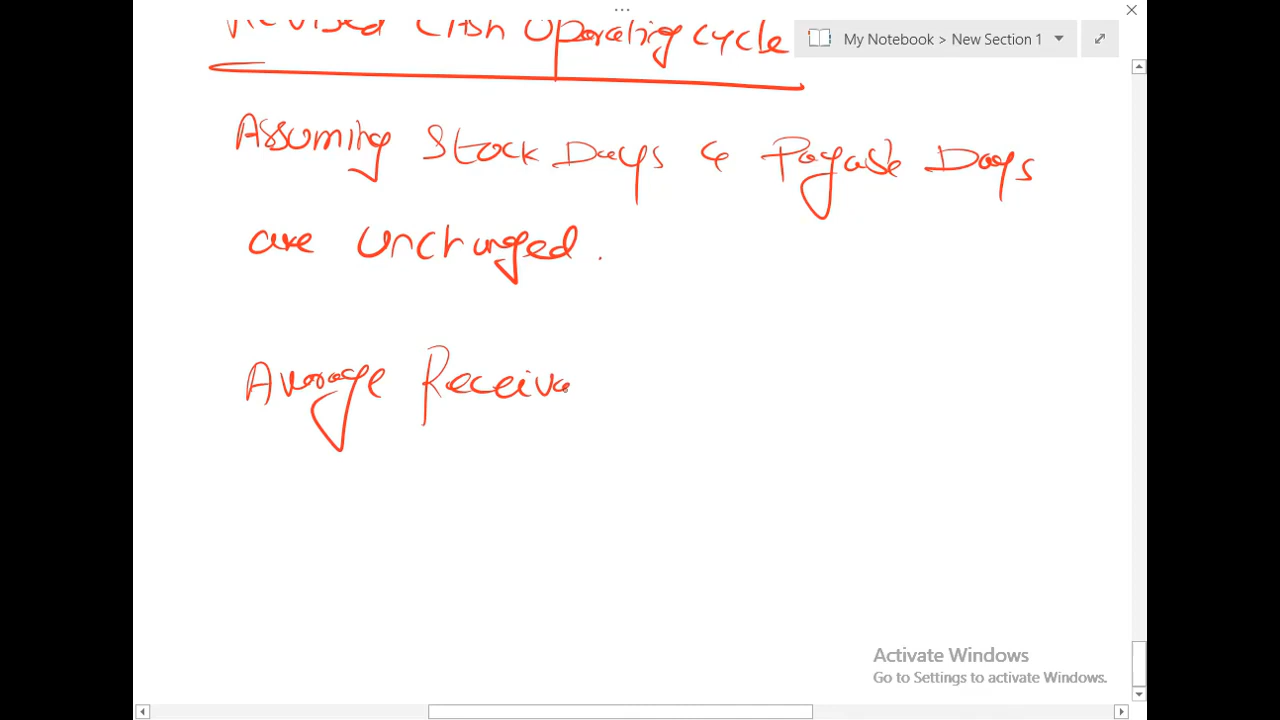 ...
My Notebook > New Section 1
Revised Cash Operating cycle
Assuming Stock Days & Payable Days
are unchanged.
Average Receiva
Activate Windows
Go to Settings to activate Windows.